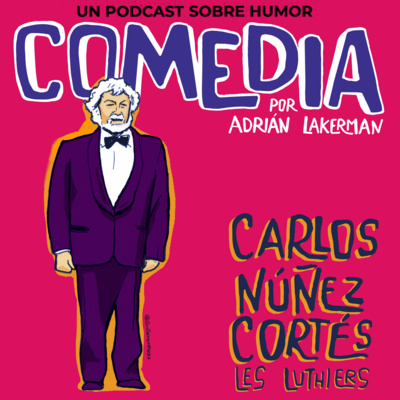 UN PODCAST SOBRE HUMOR
COMEDIA
POR
ADRIÁN LAKERMAN
CARLOS
NÚÑEZ
CORTÉS
LES LUTHIERS